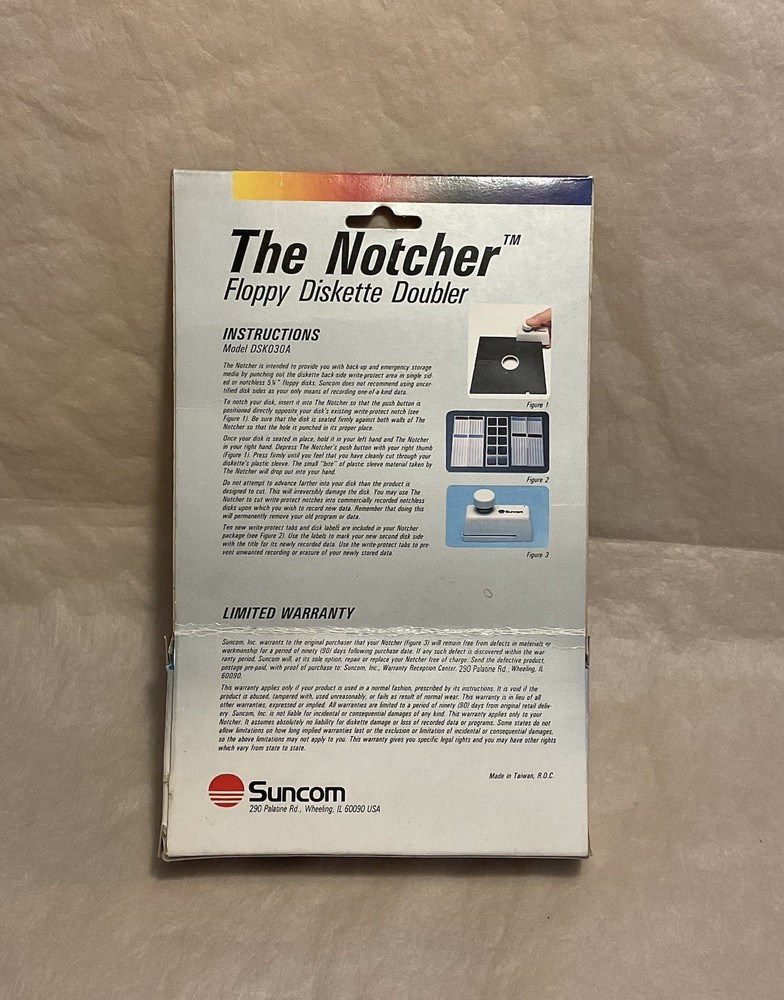 The Notcher™
Floppy Diskette Doubler
INSTRUCTIONS
Model DSK030A
The Notcher is intended to provide you with back-up and emergency storage
media by punching out the diskette back side write-protect area in single sid-
ed or notchless 5¼" floppy disks. Suncom does not recommend using uncer-
tified disk sides as your only means of recording one-of-a-kind data.
To notch your disk, insert it into The Notcher so that the push button is
positioned directly opposite your disk's existing write-protect notch (see
Figure 1). Be sure that the disk is seated firmly against both walls of The
Notcher so that the hole is punched in its proper place.
Once your disk is seated in place, hold it in your left hand and The Notcher
in your right hand. Depress The Notcher's push button with your right thumb
(Figure 1). Press firmly until you feel that you have cleanly cut through your
diskette's plastic sleeve. The small "bite" of plastic sleeve material taken by
The Notcher will drop out into your hand.
Do not attempt to advance farther into your disk than the product is
designed to cut. This will irreversibly damage the disk. You may use The
Notcher to cut write-protect notches into commercially recorded notchless
disks upon which you wish to record new data. Remember that doing this
will permanently remove your old program or data.
Ten new write-protect tabs and disk labels are included in your Notcher
package (see Figure 2). Use the labels to mark your new second disk side
with the title for its newly recorded data. Use the write-protect tabs to pre-
vent unwanted recording or erasure of your newly stored data.
Figure 1
Figure 2
Suncom
Figure 3
LIMITED WARRANTY
Suncom, Inc. warrants to the original purchaser that your Notcher (figure 3) will remain free from defects in materials or
workmanship for a period of ninety (90) days following purchase date. If any such defect is discovered within the war
ranty period, Suncom will, at its sole option, repair or replace your Notcher free of charge. Send the defective product,
postage pre-paid, with proof of purchase to: Suncom, Inc., Warranty Reception Center, 290 Palatine Rd., Wheeling, IL
60090.
This warranty applies only if your product is used in a normal fashion, prescribed by its instructions. It is void if the
product is abused, tampered with, used unreasonably, or fails as result of normal wear. This warranty is in lieu of all
other warranties, expressed or implied. All warranties are limited to a period of ninety (90) days from original retail deliv-
ery. Suncom, Inc. is not liable for incidental or consequential damages of any kind. This warranty applies only to your
Notcher. It assumes absolutely no liability for diskette damage or loss of recorded data or programs. Some states do not
allow limitations on how long implied warranties last or the exclusion or limitation of incidental or consequential damages,
so the above limitations may not apply to you. This warranty gives you specific legal rights and you may have other rights
which vary from state to state.
Made in Taiwan, R.O.C.
Suncom
290 Palatine Rd., Wheeling, IL 60090 USA